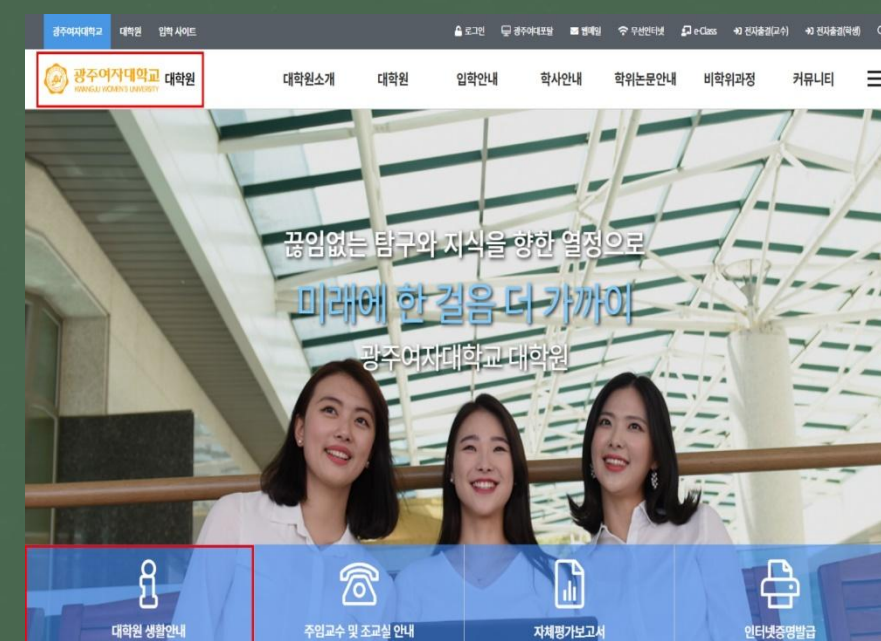 광주여자대학교 대학원 입학 사이트
로그인 광주여대포탈 웹메일 무선인터넷 e-Class 전자출결(교수) 전자출결(학생)
광주여자대학교 대학원
KWANGJU WOMEN'S UNIVERSITY
대학원소개 대학원 입학안내 학사안내 학위논문안내 비학위과정 커뮤니티
끊임없는 탐구와 지식을 향한 열정으로
미래에 한 걸음 더 가까이
광주여자대학교 대학원
대학원 생활안내 주임교수 및 조교실 안내 자체평가보고서 인터넷증명발급